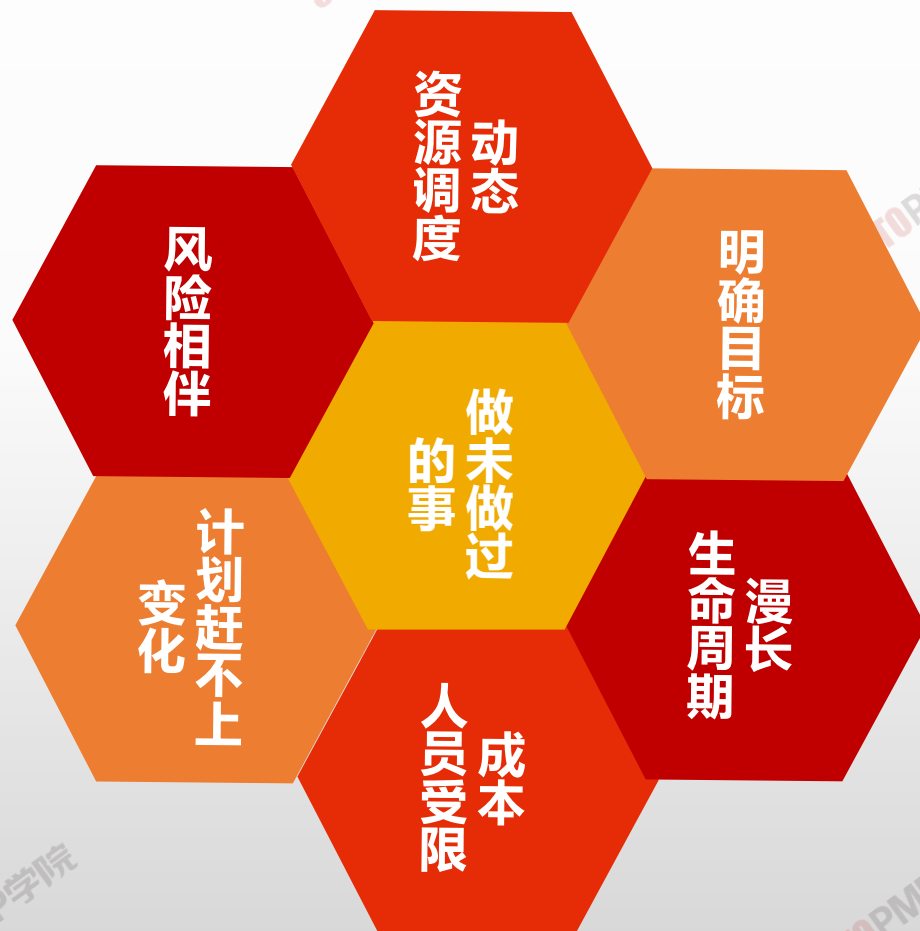 动态
资源调度
风险相伴
明确目标
做未做过
的事
计划赶不上
变化
漫长
生命周期
成本
人员受限
学院